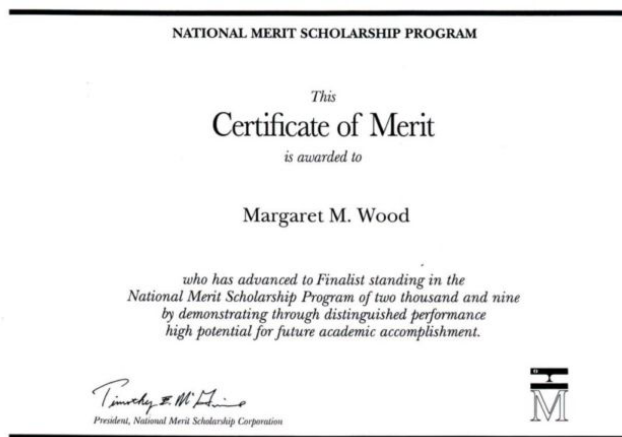 NATIONAL MERIT SCHOLARSHIP PROGRAM
This
Certificate of Merit
is awarded to
Margaret M. Wood
who has advanced to Finalist standing in the
National Merit Scholarship Program of two thousand and nine
by demonstrating through distinguished performance
high potential for future academic accomplishment.
Timothy E. McGuire
President, National Merit Scholarship Corporation
M